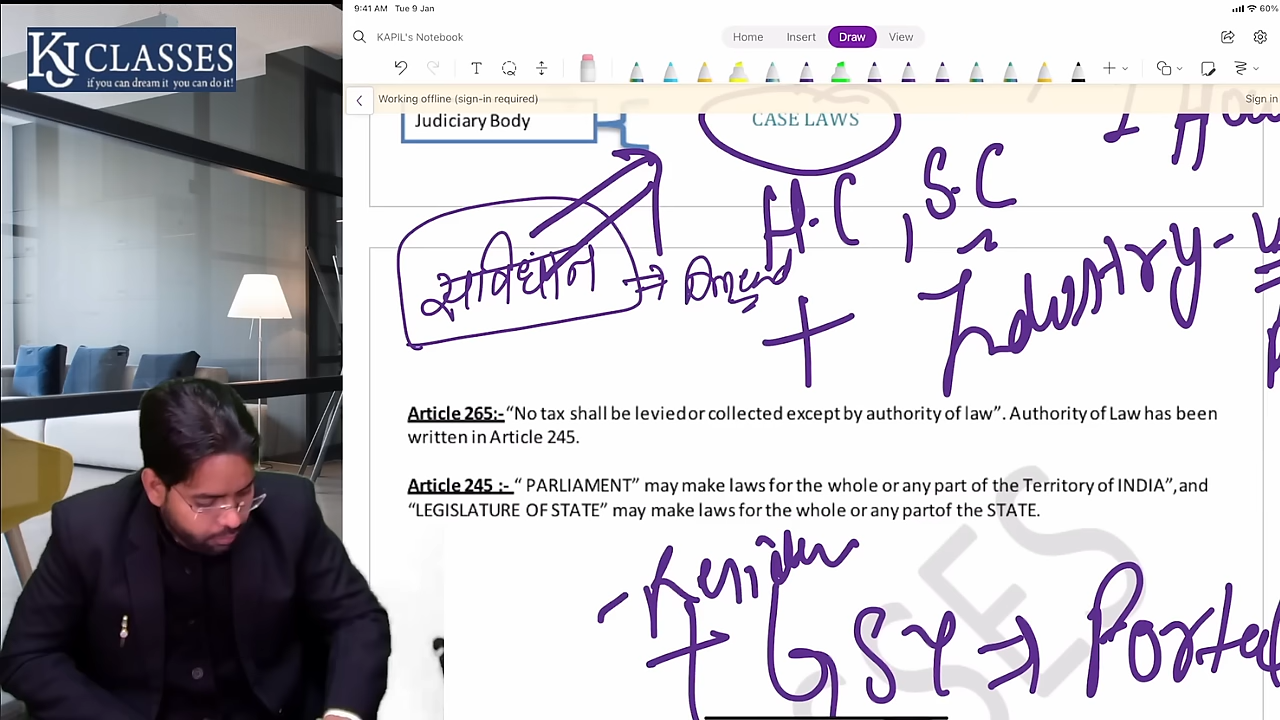 KJ CLASSES
if you can dream it you can do it!
9:41 AM Tue 9 Jan
60%
KAPIL's Notebook
Home Insert Draw View
Working offline (sign-in required)
Sign in
Judiciary Body
CASE LAWS
I
H.C , S.C
संविधान ⇒
+ Industry -
Article 265:- “No tax shall be levied or collected except by authority of law”. Authority of Law has been
written in Article 245.
Article 245 :- “ PARLIAMENT” may make laws for the whole or any part of the Territory of INDIA”, and
“LEGISLATURE OF STATE” may make laws for the whole or any part of the STATE.
GST → Portal
SES